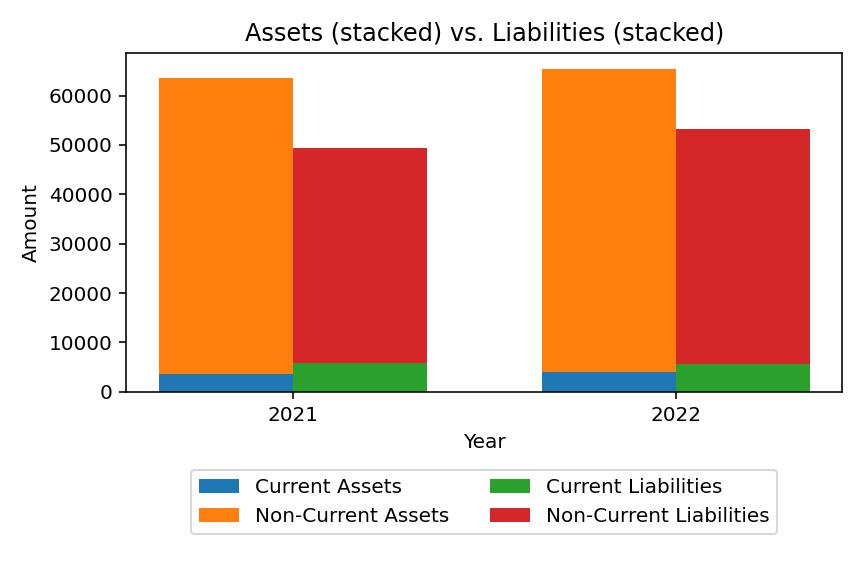 Assets (stacked) vs. Liabilities (stacked)
60000
50000
40000
30000
20000
10000
0
Amount
2021 2022
Year
Current Assets Current Liabilities
Non-Current Assets Non-Current Liabilities